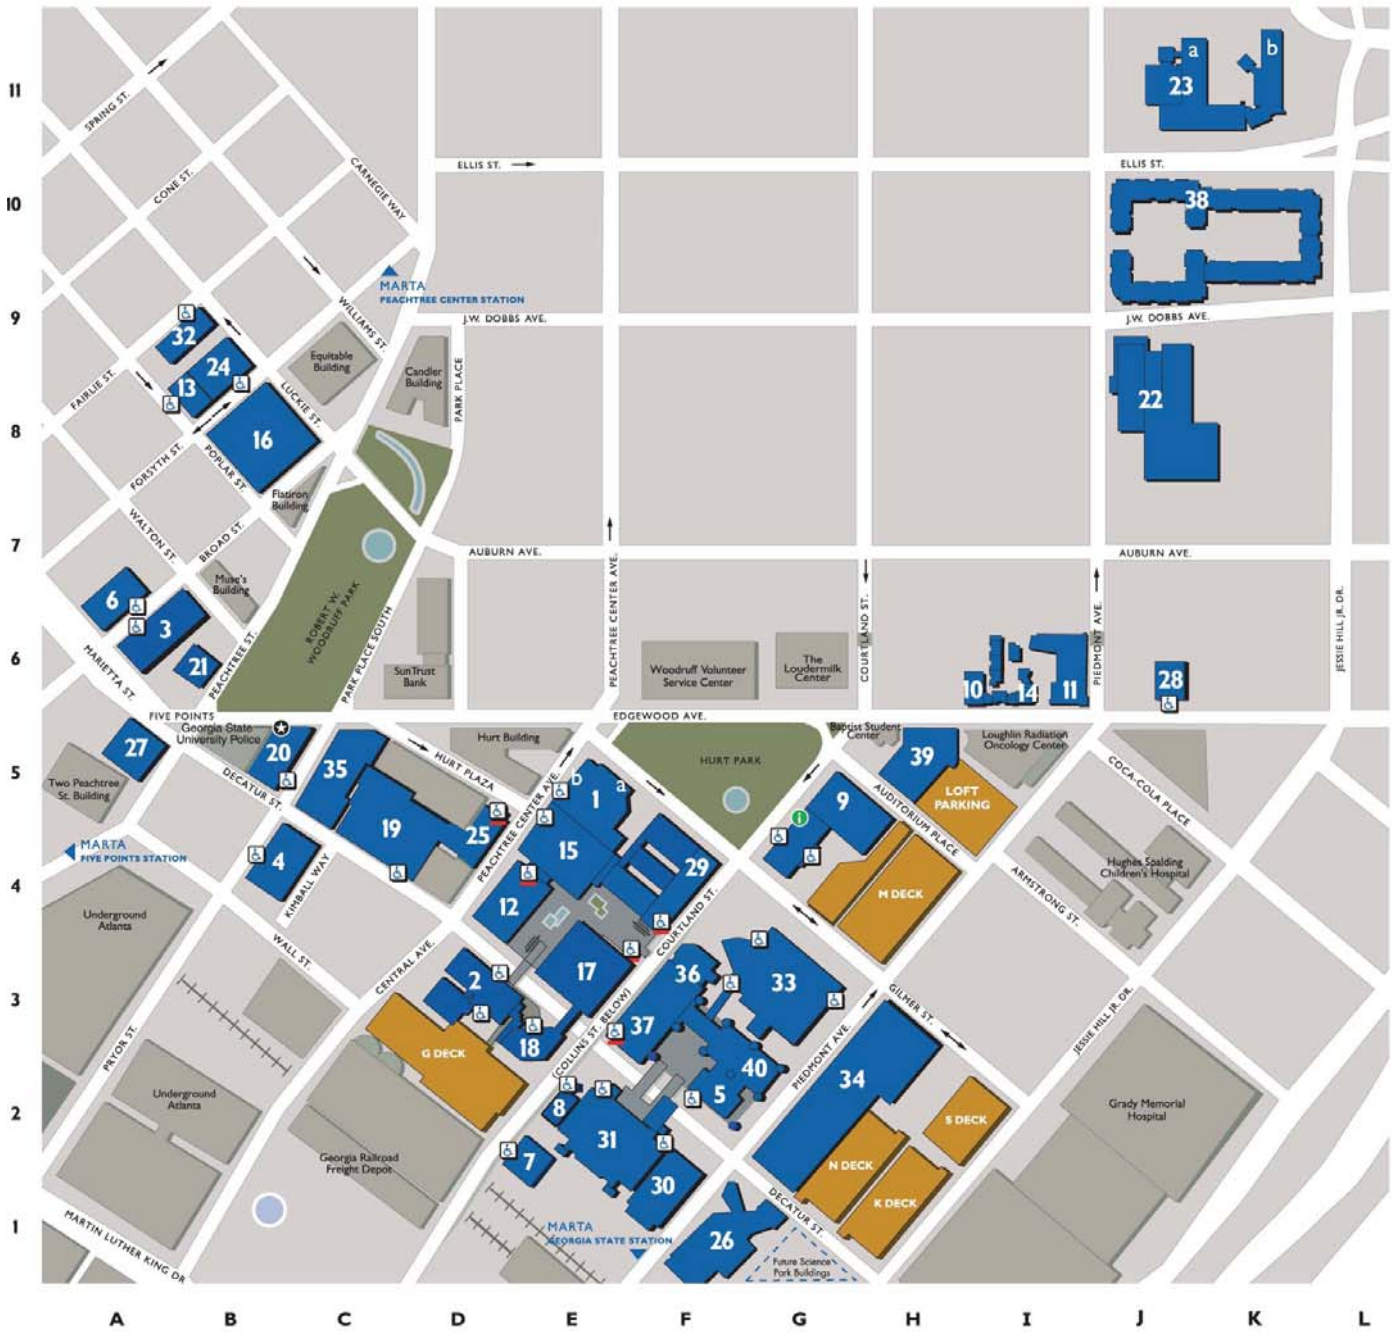 11
10
9
8
7
6
5
4
3
2
1
SPRING ST.
CONE ST.
CARNEGIE WAY
ELLIS ST.
ELLIS ST.
a
b
23
38
MARTA
PEACHTREE CENTER STATION
WILLIAMS ST.
J.W. DOBBS AVE.
J.W. DOBBS AVE.
32
24
13
Equitable
Building
Candler
Building
PARK PLACE
FAIRLIE ST.
LUCKIE ST.
16
22
FORSYTH ST.
POPLAR ST.
Flatiron
Building
WALTON ST.
BROAD ST.
AUBURN AVE.
AUBURN AVE.
Muse's
Building
6
3
21
ROBERT W.
WOODRUFF PARK
PARK PLACE SOUTH
PEACHTREE ST.
PEACHTREE CENTER AVE.
COURTLAND ST.
PIEDMONT AVE.
JESSIE HILL JR. DR.
MARIETTA ST.
SunTrust
Bank
Woodruff Volunteer
Service Center
The
Loudermilk
Center
10
14
11
28
FIVE POINTS
EDGEWOOD AVE.
Georgia State
University Police
27
20
35
Hurt Building
HURT PLAZA
HURT PARK
Baptist Student
Center
39
Loughlin Radiation
Oncology Center
Two Peachtree
St. Building
DECATUR ST.
19
25
PEACHTREE CENTER AVE.
b
a
1
15
i
9
AUDITORIUM PLACE
LOFT
PARKING
COCA-COLA PLACE
MARTA
FIVE POINTS STATION
4
KIMBALL WAY
12
29
M DECK
ARMSTRONG ST.
Hughes Spalding
Children's Hospital
Underground
Atlanta
WALL ST.
CENTRAL AVE.
COURTLAND ST.
2
17
36
33
37
(COLLINS ST. BELOW)
GILMER ST.
JESSIE HILL JR. DR.
PRYOR ST.
G DECK
18
40
5
PIEDMONT AVE.
34
Underground
Atlanta
8
31
7
30
S DECK
N DECK
K DECK
Grady Memorial
Hospital
Georgia Railroad
Freight Depot
DECATUR ST.
MARTIN LUTHER KING DR
MARTA
GEORGIA STATE STATION
26
Future Science
Park Buildings
A B C D E F G H I J K L